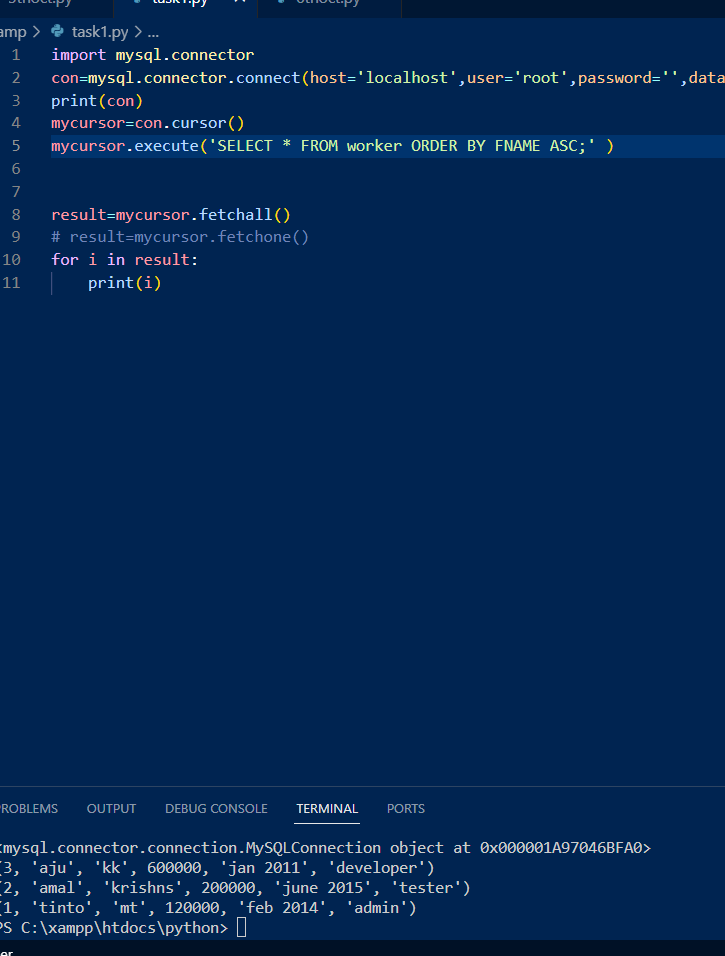 task1.py
amp > task1.py > ...
1 import mysql.connector
2 con=mysql.connector.connect(host='localhost',user='root',password='',data
3 print(con)
4 mycursor=con.cursor()
5 mycursor.execute('SELECT * FROM worker ORDER BY FNAME ASC;' )
6
7
8 result=mycursor.fetchall()
9 # result=mycursor.fetchone()
10 for i in result:
11     print(i)
PROBLEMS OUTPUT DEBUG CONSOLE TERMINAL PORTS
<mysql.connector.connection.MySQLConnection object at 0x000001A97046BFA0>
(3, 'aju', 'kk', 600000, 'jan 2011', 'developer')
(2, 'amal', 'krishns', 200000, 'june 2015', 'tester')
(1, 'tinto', 'mt', 120000, 'feb 2014', 'admin')
PS C:\xampp\htdocs\python>